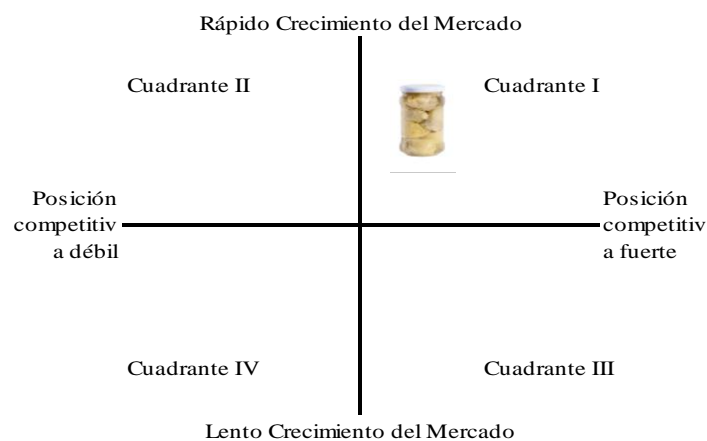 Rápido Crecimiento del Mercado
Cuadrante II
Cuadrante I
Posición
competitiv
a débil
Posición
competitiv
a fuerte
Cuadrante IV
Cuadrante III
Lento Crecimiento del Mercado